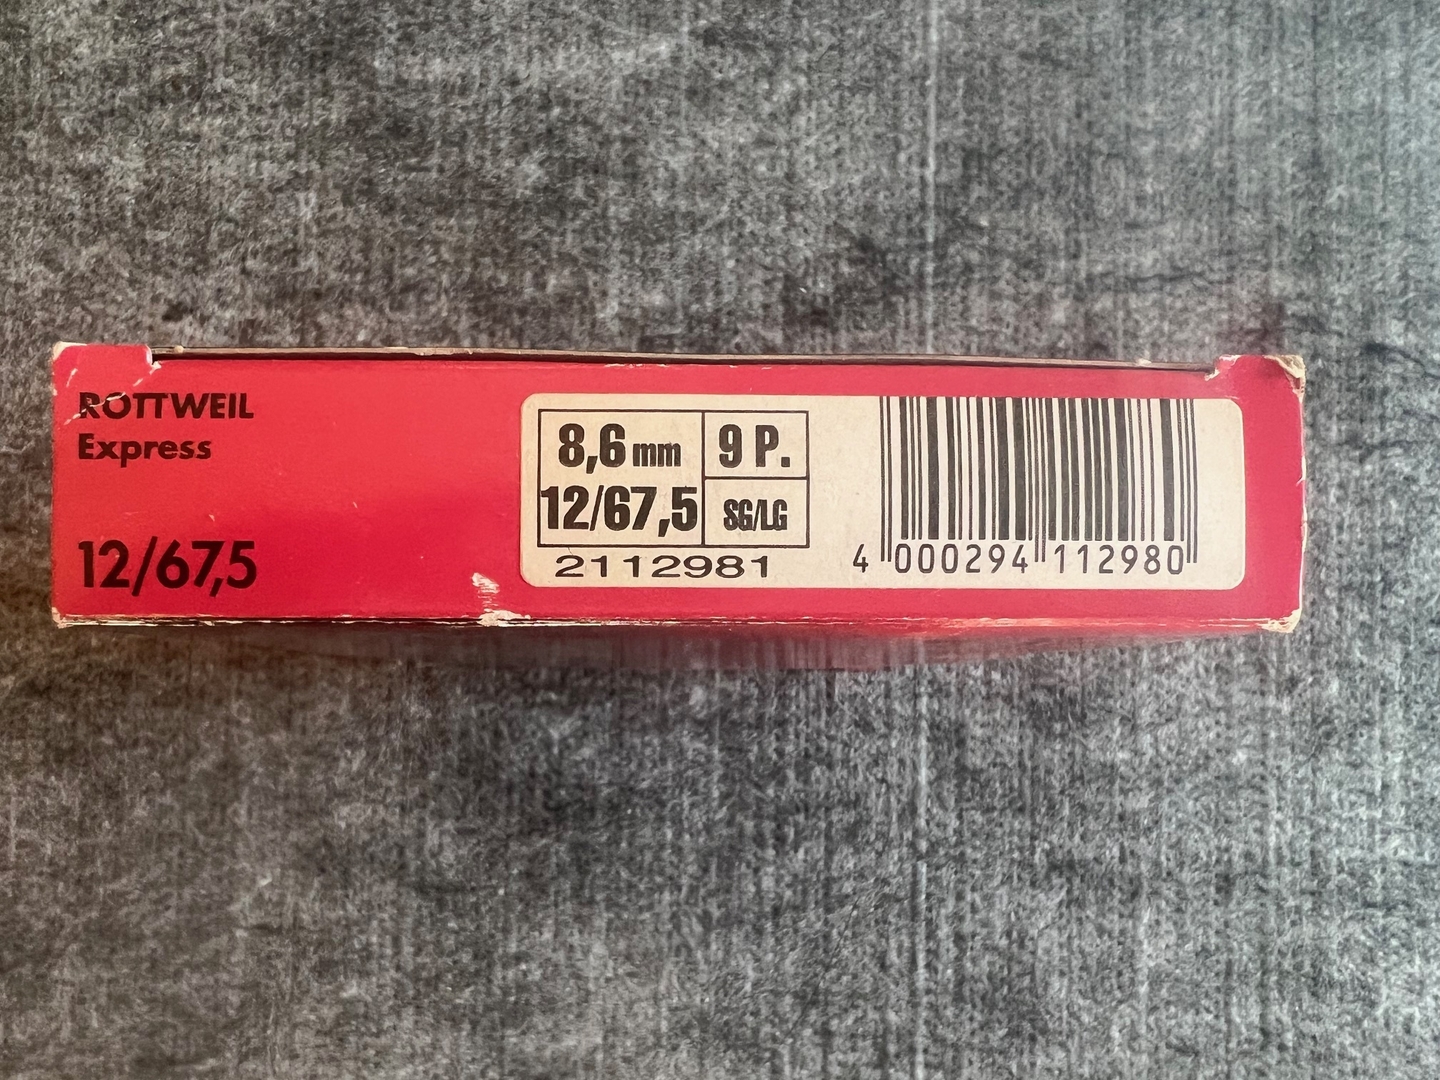 ROTTWEIL
Express
12/67,5
8,6 mm
9 P.
12/67,5
SG/LG
2112981
4 000294 112980